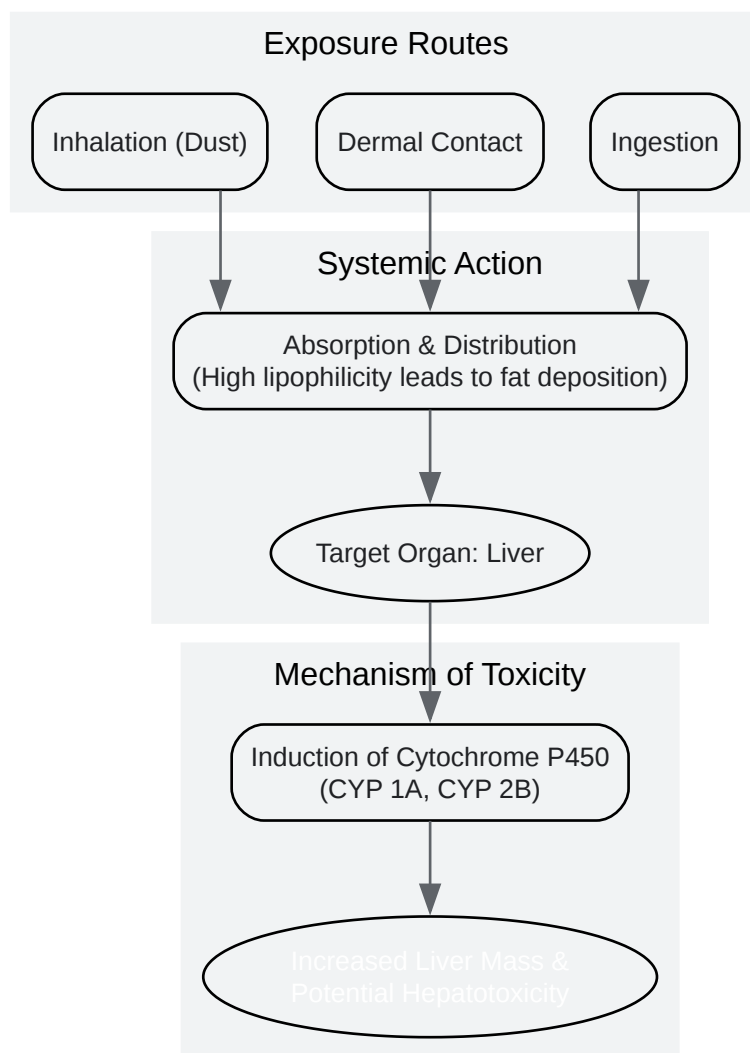 Exposure Routes
Inhalation (Dust)
Dermal Contact
Ingestion
Systemic Action
Absorption & Distribution
(High lipophilicity leads to fat deposition)
Target Organ: Liver
Mechanism of Toxicity
Induction of Cytochrome P450
(CYP 1A, CYP 2B)
Increased Liver Mass &
Potential Hepatotoxicity